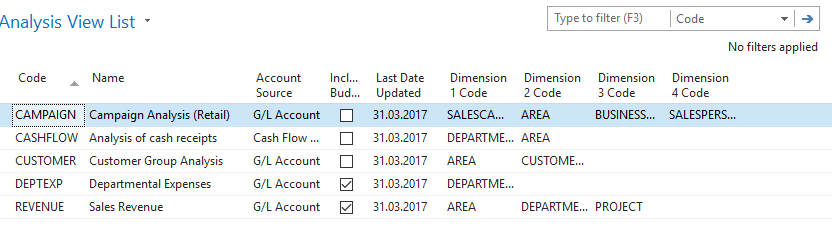 Analysis View List
Type to filter (F3) Code
No filters applied
Code Name Account Source Incl... Bud... Last Date Updated Dimension 1 Code Dimension 2 Code Dimension 3 Code Dimension 4 Code
CAMPAIGN Campaign Analysis (Retail) G/L Account 31.03.2017 SALESCA... AREA BUSINESS... SALESPERS...
CASHFLOW Analysis of cash receipts Cash Flow ... 31.03.2017 DEPARTME... AREA
CUSTOMER Customer Group Analysis G/L Account 31.03.2017 AREA CUSTOME...
DEPTEXP Departmental Expenses G/L Account 31.03.2017 DEPARTME...
REVENUE Sales Revenue G/L Account 31.03.2017 AREA DEPARTME... PROJECT